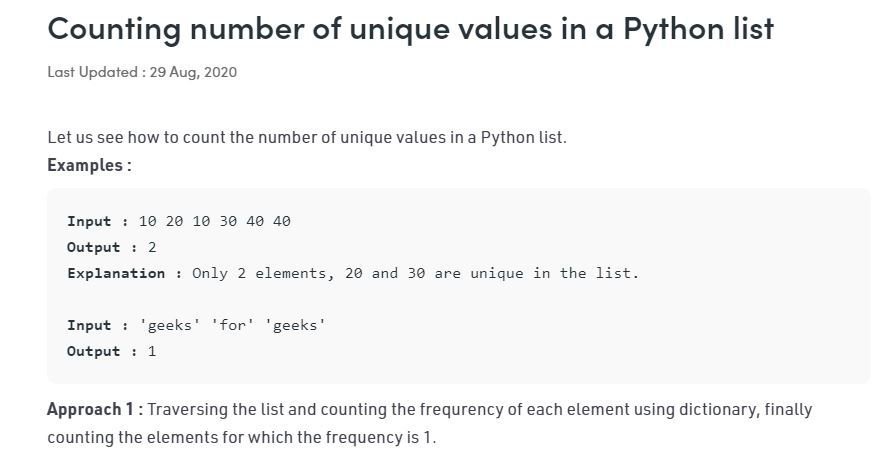 Counting number of unique values in a Python list
Last Updated : 29 Aug, 2020
Let us see how to count the number of unique values in a Python list.
Examples :
Input : 10 20 10 30 40 40
Output : 2
Explanation : Only 2 elements, 20 and 30 are unique in the list.
Input : 'geeks' 'for' 'geeks'
Output : 1
Approach 1 : Traversing the list and counting the frequrency of each element using dictionary, finally
counting the elements for which the frequency is 1.